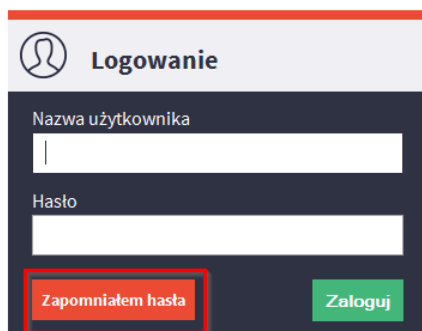 Logowanie
Nazwa użytkownika
Hasło
Zapomniałem hasła
Zaloguj